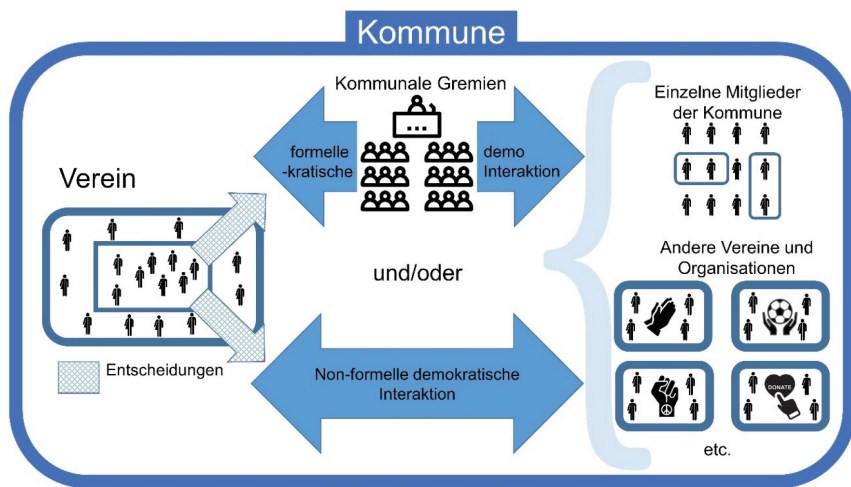 Kommune
Kommunale Gremien
...
formelle
-kratische
demo
Interaktion
Verein
Entscheidungen
und/oder
Non-formelle demokratische
Interaktion
Einzelne Mitglieder
der Kommune
Andere Vereine und
Organisationen
DONATE
etc.